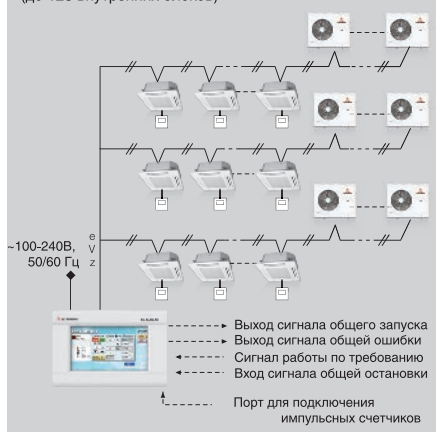 (до 128 внутренних блоков)
e
V
z
~100-240В,
50/60 Гц
Выход сигнала общего запуска
Выход сигнала общей ошибки
Сигнал работы по требованию
Вход сигнала общей остановки
Порт для подключения
импульсных счетчиков